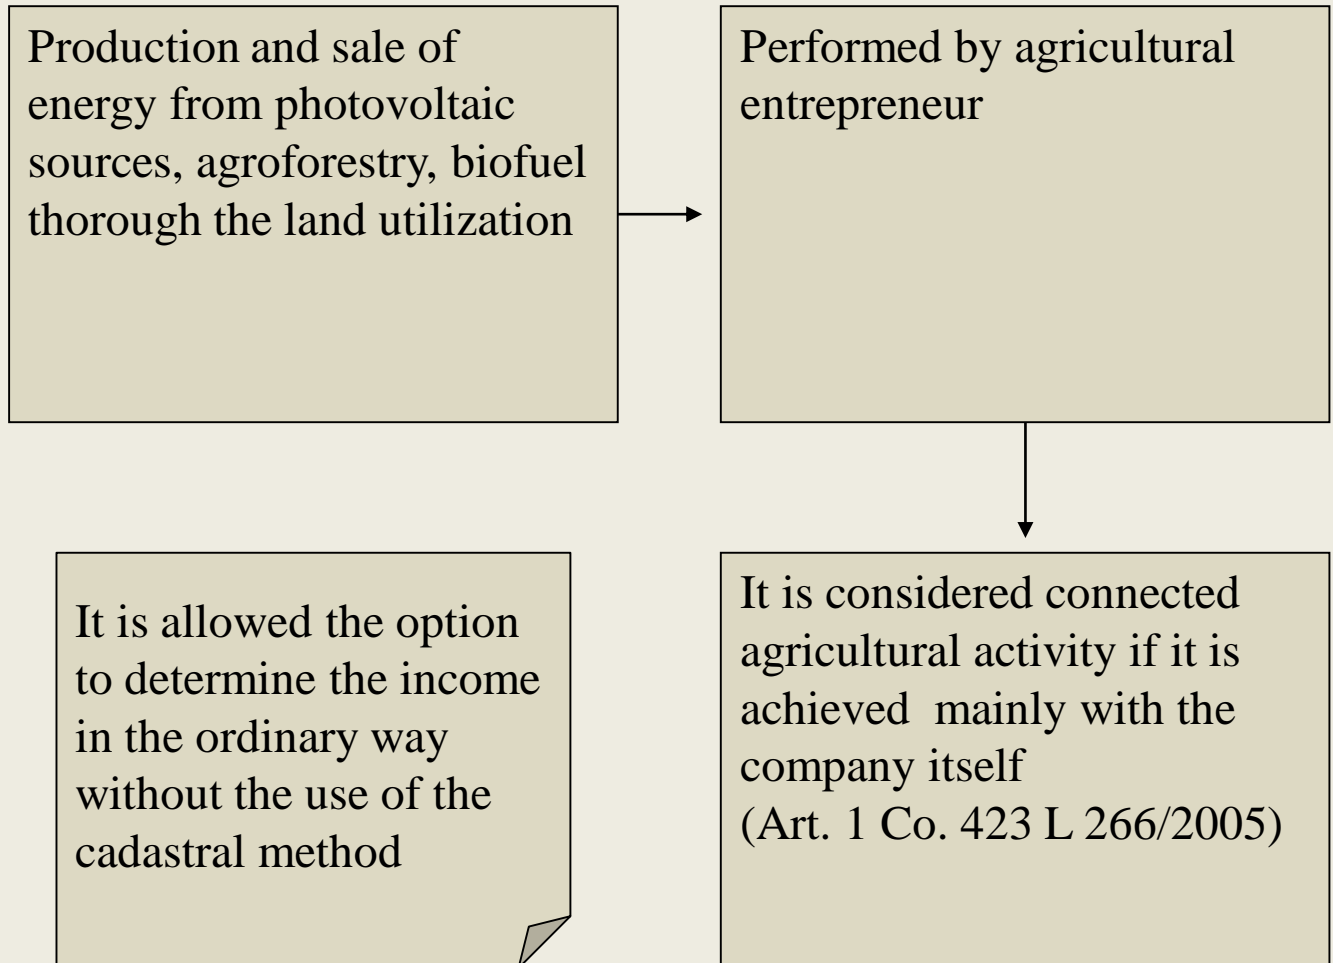 Production and sale of
energy from photovoltaic
sources, agroforestry, biofuel
thorough the land utilization
Performed by agricultural
entrepreneur
It is allowed the option
to determine the income
in the ordinary way
without the use of the
cadastral method
It is considered connected
agricultural activity if it is
achieved mainly with the
company itself
(Art. 1 Co. 423 L 266/2005)